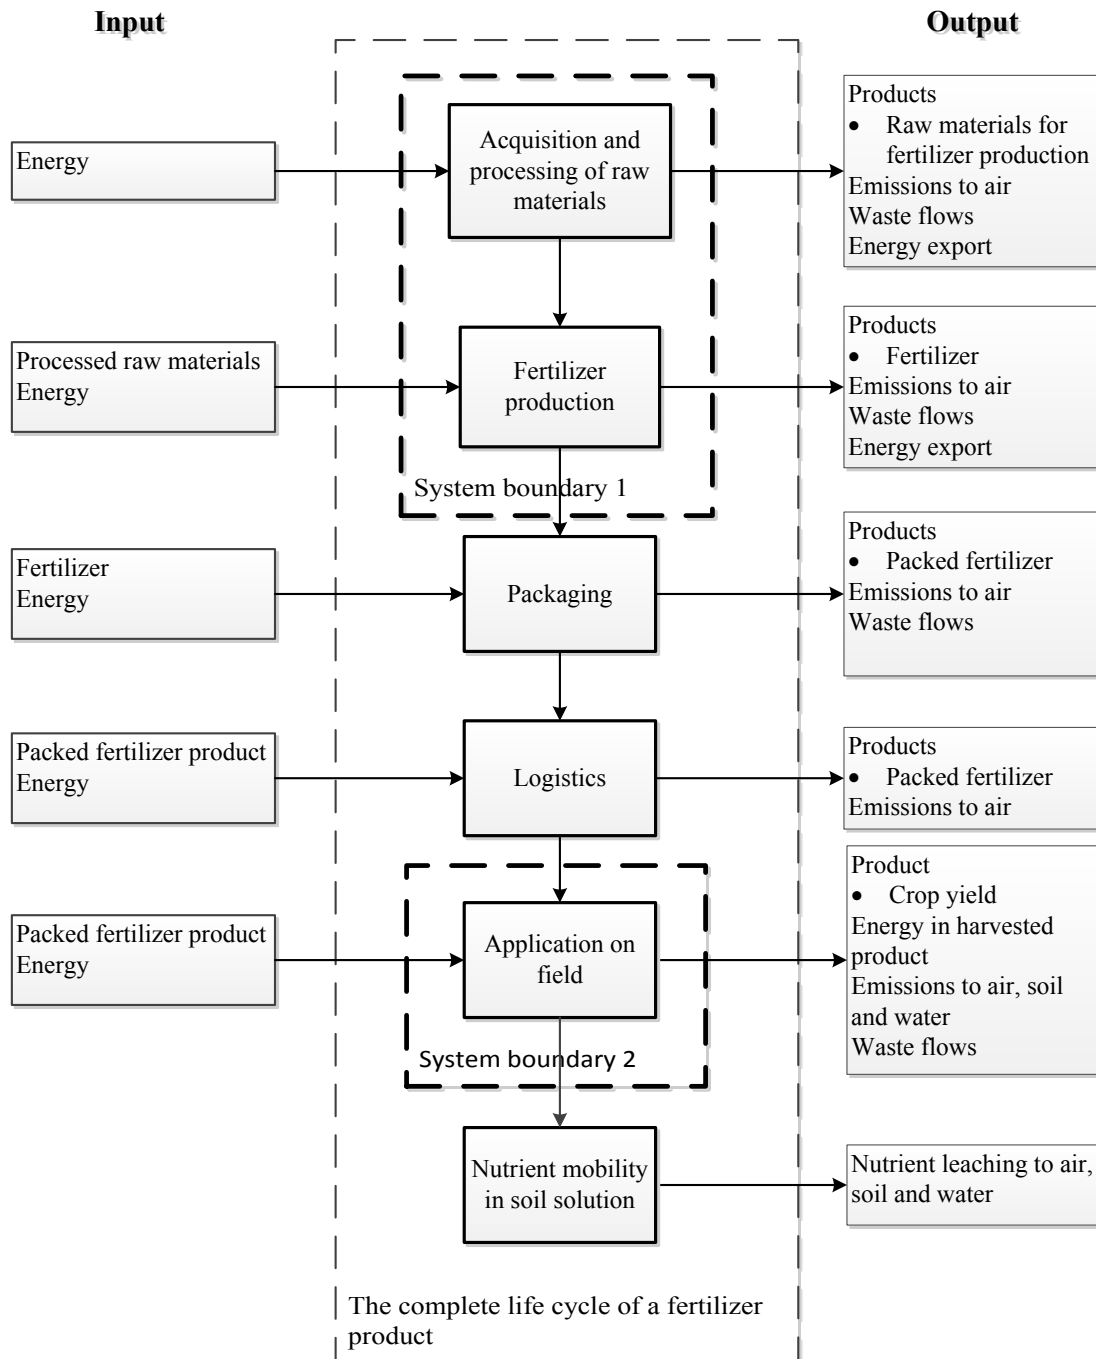 Input
Output
Energy
Acquisition and
processing of raw
materials
Products
• Raw materials for
fertilizer production
Emissions to air
Waste flows
Energy export
Processed raw materials
Energy
Fertilizer
production
Products
• Fertilizer
Emissions to air
Waste flows
Energy export
System boundary 1
Fertilizer
Energy
Packaging
Products
• Packed fertilizer
Emissions to air
Waste flows
Packed fertilizer product
Energy
Logistics
Products
• Packed fertilizer
Emissions to air
Packed fertilizer product
Energy
Application on
field
Product
• Crop yield
Energy in harvested
product
Emissions to air, soil
and water
Waste flows
System boundary 2
Nutrient mobility
in soil solution
Nutrient leaching to air,
soil and water
The complete life cycle of a fertilizer
product